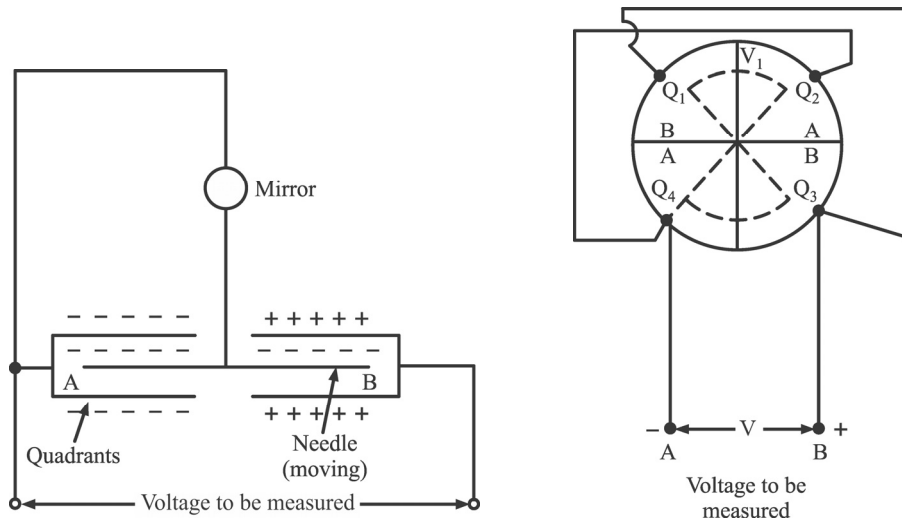 Mirror
– – – – –
+ + + + +
– – – – –
– – – – –
A
B
– – – – –
+ + + + +
Quadrants
Needle
(moving)
Voltage to be measured
V1
Q1
Q2
B
A
A
B
Q4
Q3
– V +
A
B
Voltage to be
measured